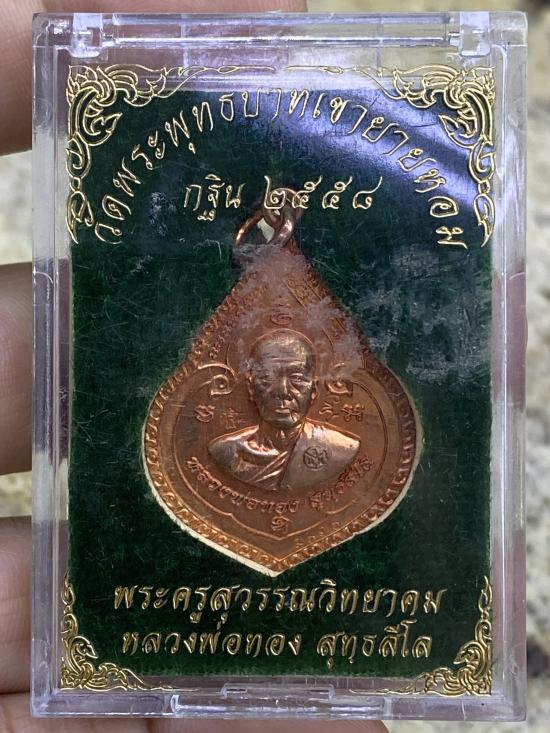 วัดพระพุทธบาทเขายายหอม
กฐิน ๒๕๕๘
หลวงพ่อทอง สุทฺธสีโล
พระครูสุวรรณวิทยาคม
หลวงพ่อทอง สุทฺธสีโล